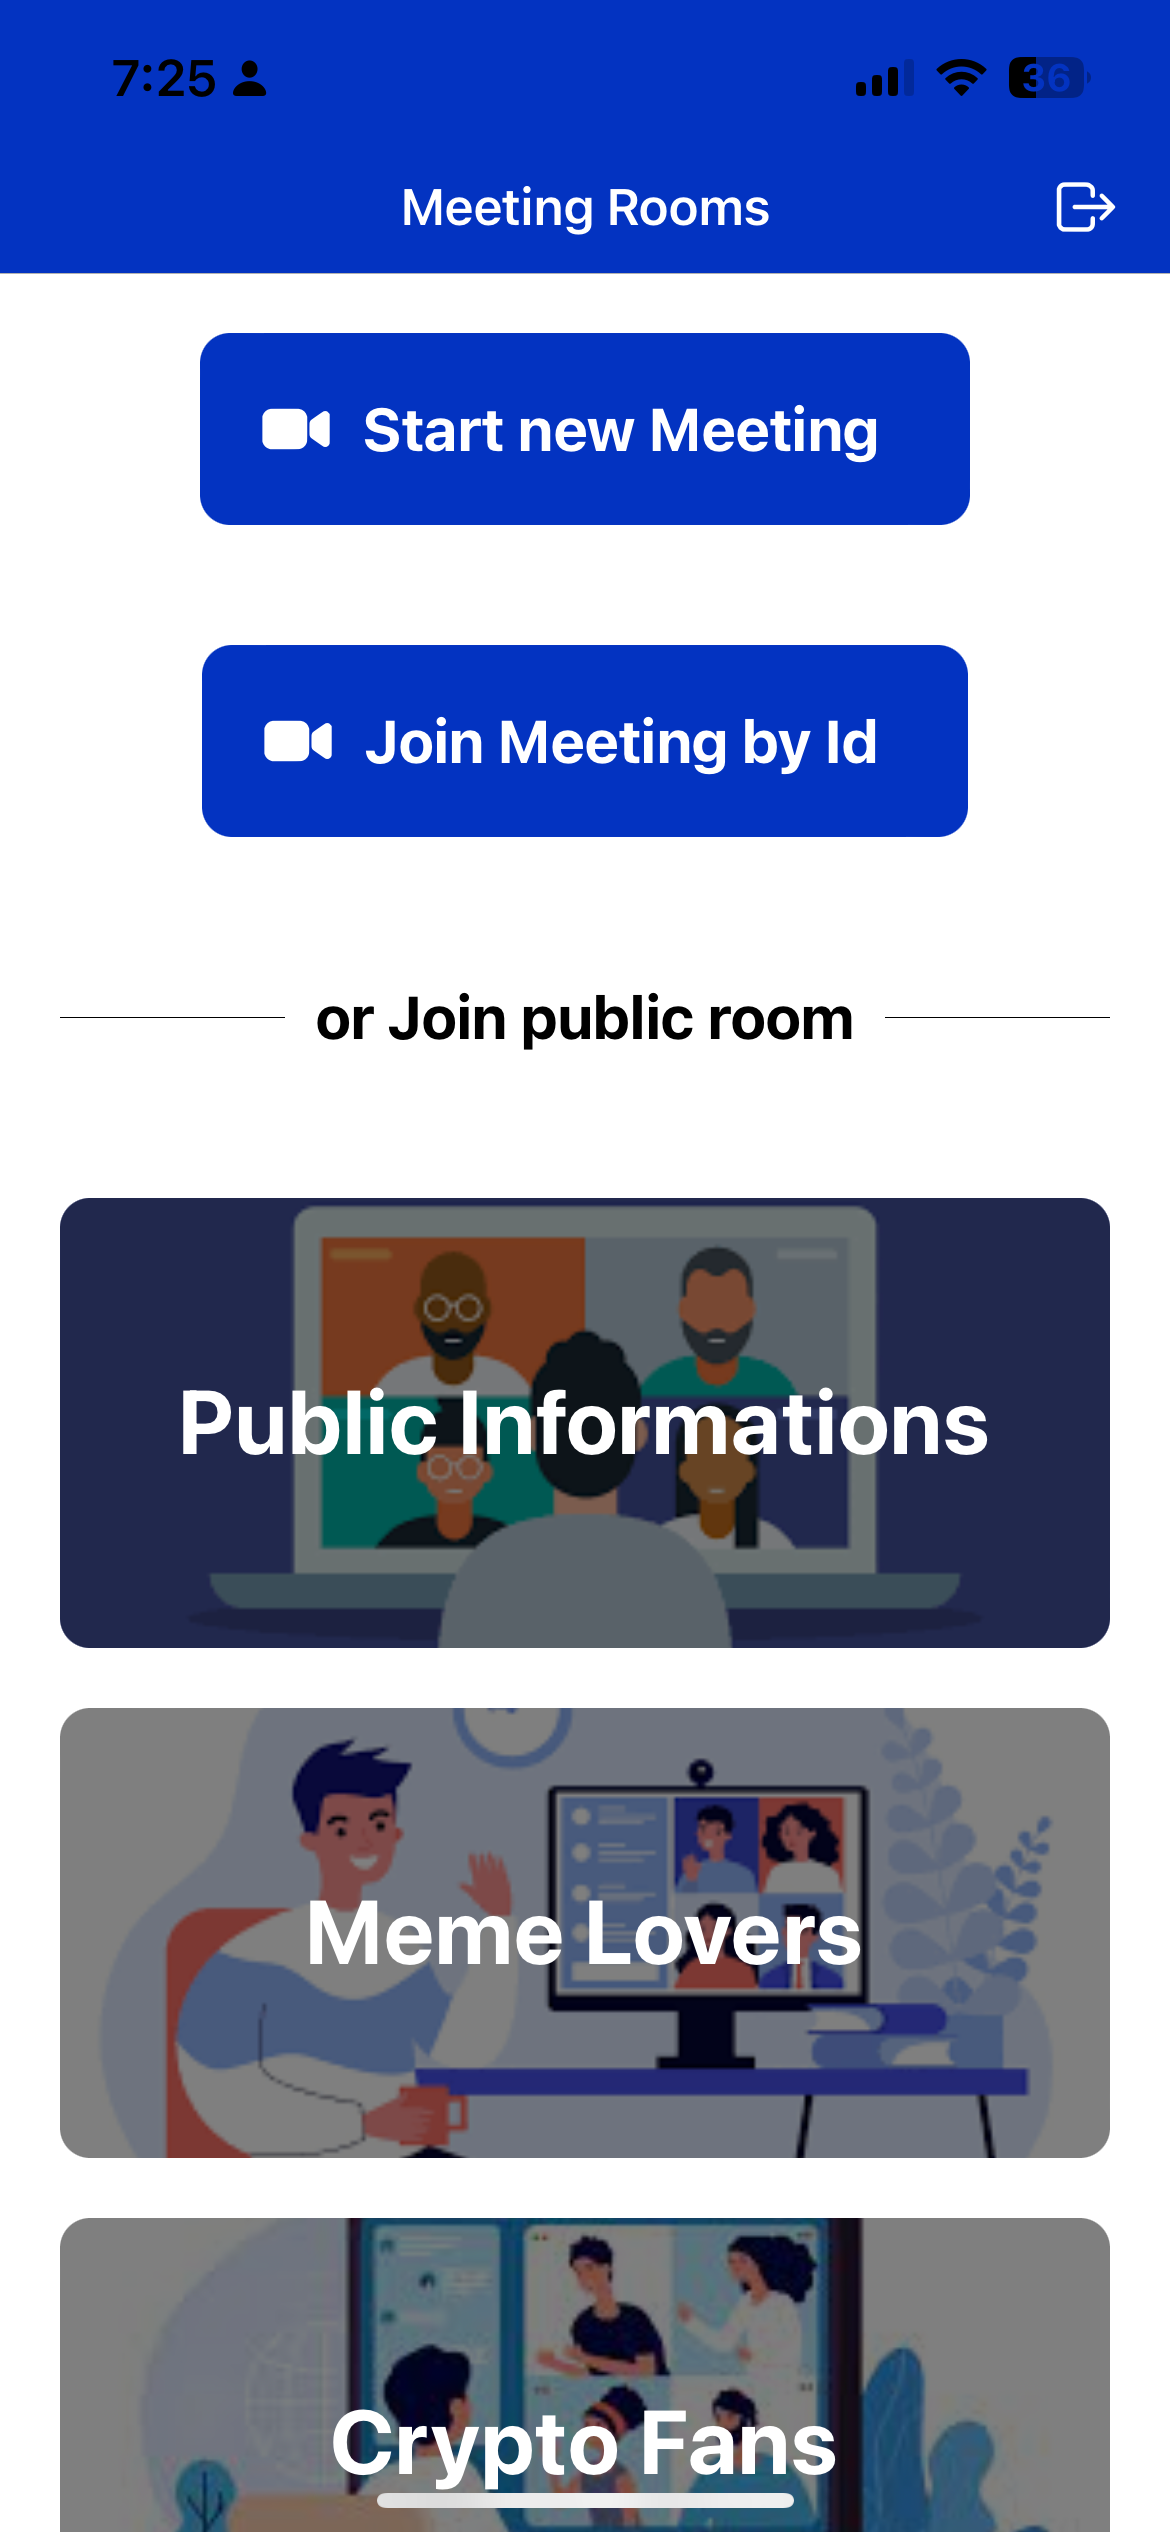 7:25
36
Meeting Rooms
Start new Meeting
Join Meeting by Id
or Join public room
Public Informations
Meme Lovers
Crypto Fans